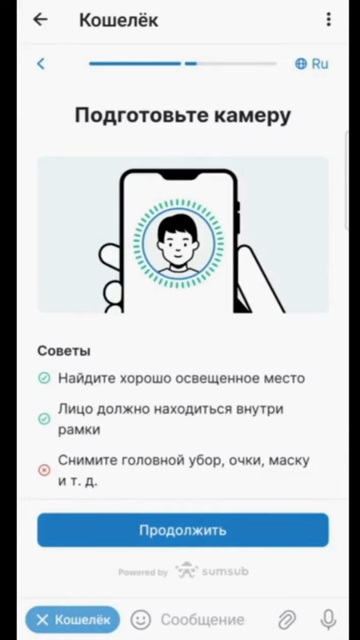 Кошелёк
Ru
Подготовьте камеру
Советы
Найдите хорошо освещенное место
Лицо должно находиться внутри
рамки
Снимите головной убор, очки, маску
и т. д.
Продолжить
Powered by sumsub
Кошелёк
Сообщение